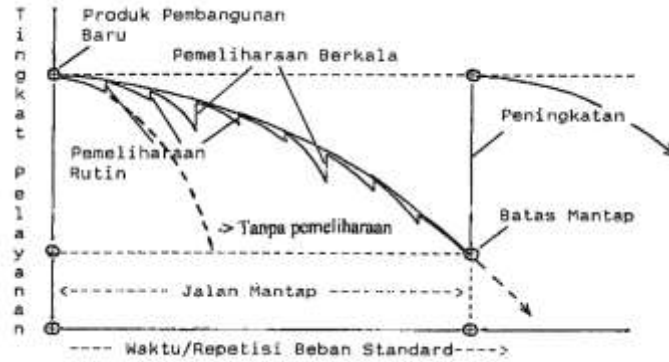 Tingkat Pelayanan
Produk Pembangunan
Baru
Pemeliharaan Berkala
Peningkatan
Pemeliharaan
Rutin
-> Tanpa pemeliharaan
Batas Mantap
Jalan Mantap
Waktu/Repetisi Beban Standard